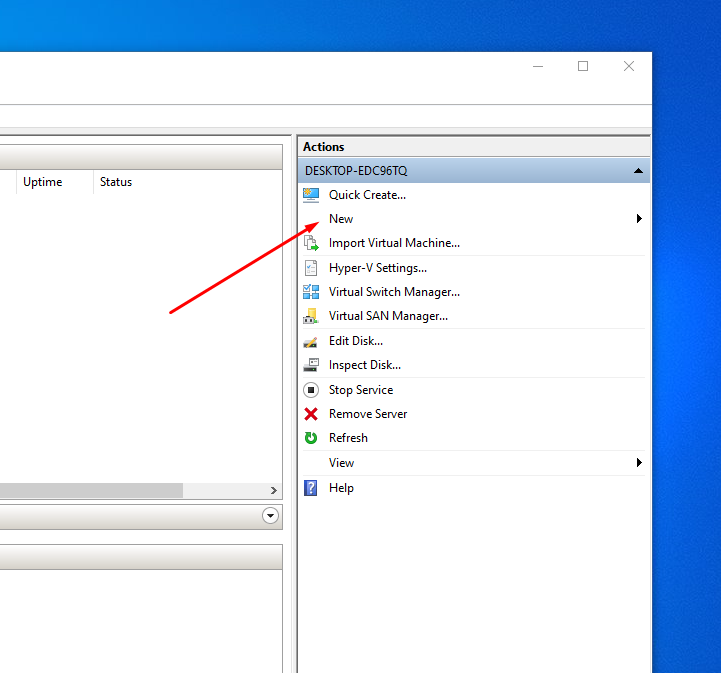 Actions
DESKTOP-EDC96TQ
Uptime Status
Quick Create...
New
Import Virtual Machine...
Hyper-V Settings...
Virtual Switch Manager...
Virtual SAN Manager...
Edit Disk...
Inspect Disk...
Stop Service
Remove Server
Refresh
View
Help